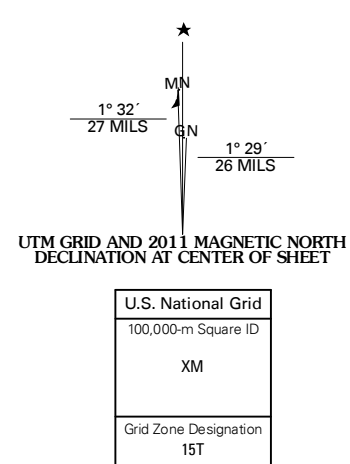 MN
1° 32´
27 MILS
GN
1° 29´
26 MILS
UTM GRID AND 2011 MAGNETIC NORTH
DECLINATION AT CENTER OF SHEET
U.S. National Grid
100,000-m Square ID
XM
Grid Zone Designation
15T